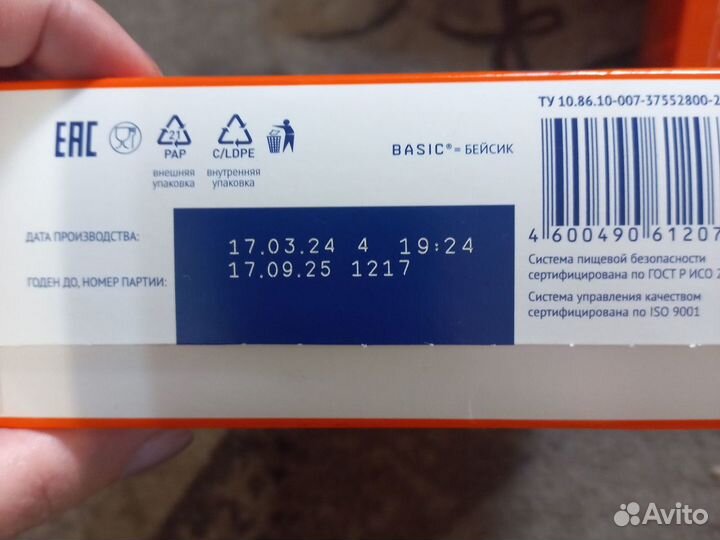 ТУ 10.86.10-007-37552800-2
EAC
21
PAP
внешняя
упаковка
C/LDPE
внутренняя
упаковка
BASIC® = БЕЙСИК
4 600490 61207
ДАТА ПРОИЗВОДСТВА:
17.03.24 4 19:24
ГОДЕН ДО, НОМЕР ПАРТИИ:
17.09.25 1217
Система пищевой безопасности
сертифицирована по ГОСТ Р ИСО 2
Система управления качеством
сертифицирована по ISO 9001
Avito